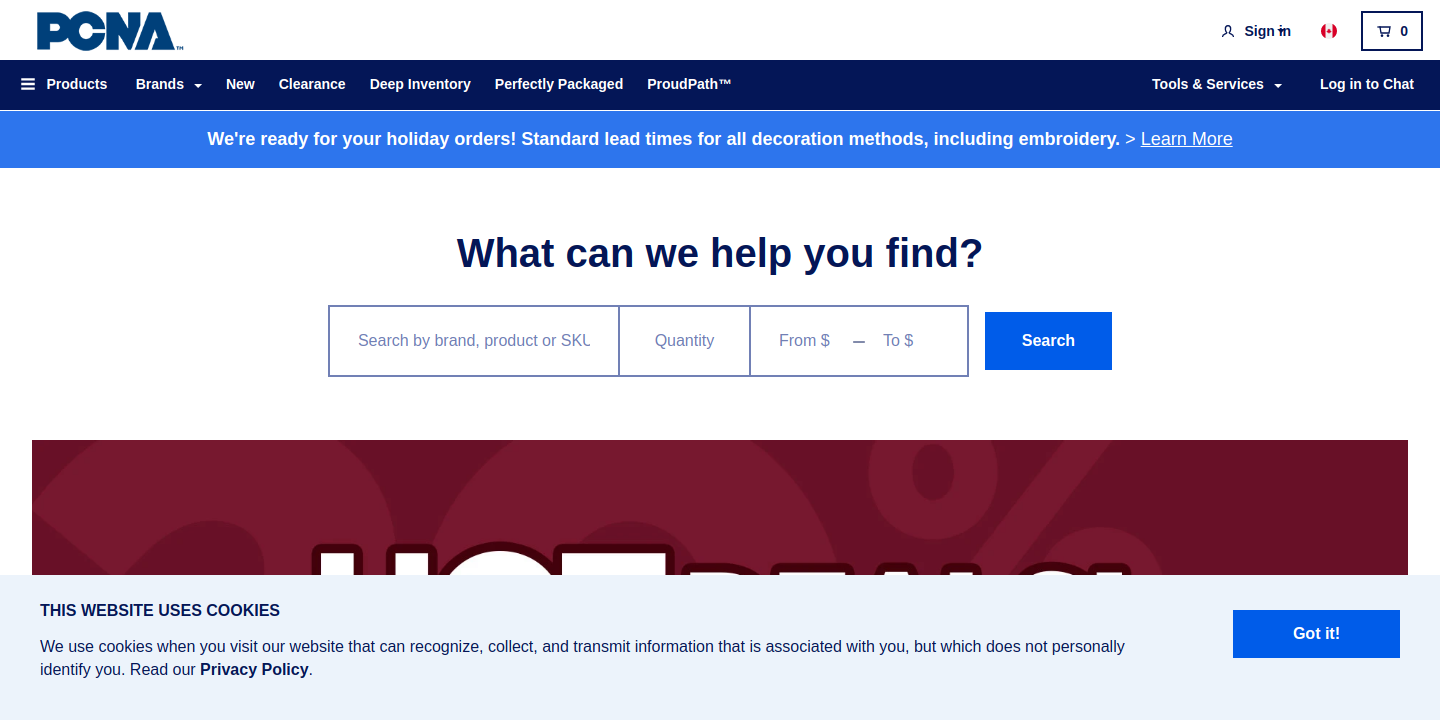 PCNA™
Sign in
0
Products
Brands
New
Clearance
Deep Inventory
Perfectly Packaged
ProudPath™
Tools & Services
Log in to Chat
We're ready for your holiday orders! Standard lead times for all decoration methods, including embroidery. > Learn More
What can we help you find?
Search by brand, product or SKU
Quantity
From $
–
To $
Search
%
HOT
THIS WEBSITE USES COOKIES
We use cookies when you visit our website that can recognize, collect, and transmit information that is associated with you, but which does not personally
identify you. Read our Privacy Policy.
Got it!